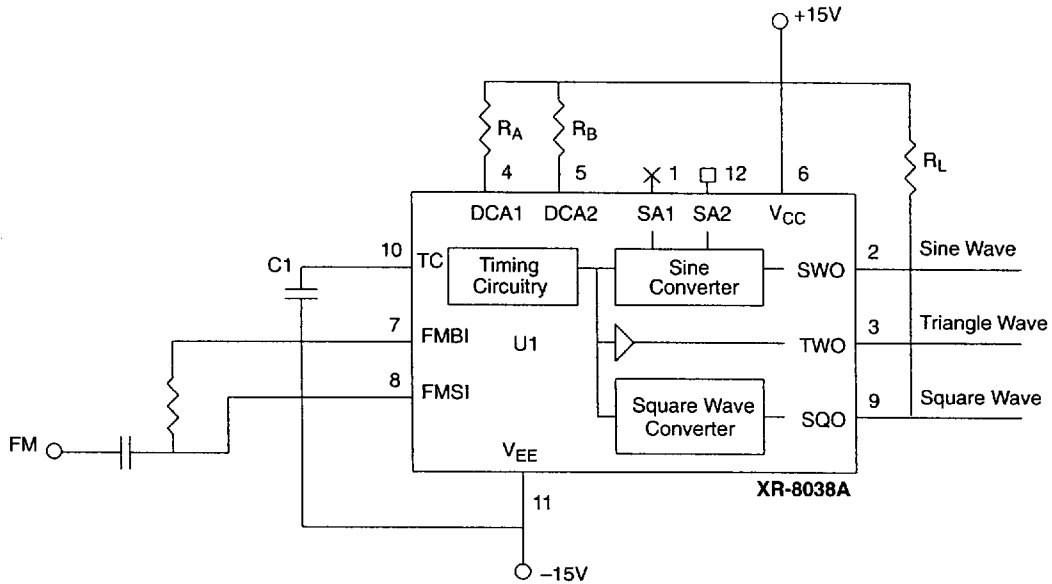 +15V
R_A
R_B
R_L
4
5
1
12
6
DCA1
DCA2
SA1
SA2
V_CC
10
TC
C1
Timing
Circuitry
Sine
Converter
SWO
2
Sine Wave
7
FMBI
U1
TWO
3
Triangle Wave
8
FMSI
Square Wave
Converter
SQO
9
Square Wave
FM
V_EE
XR-8038A
11
–15V